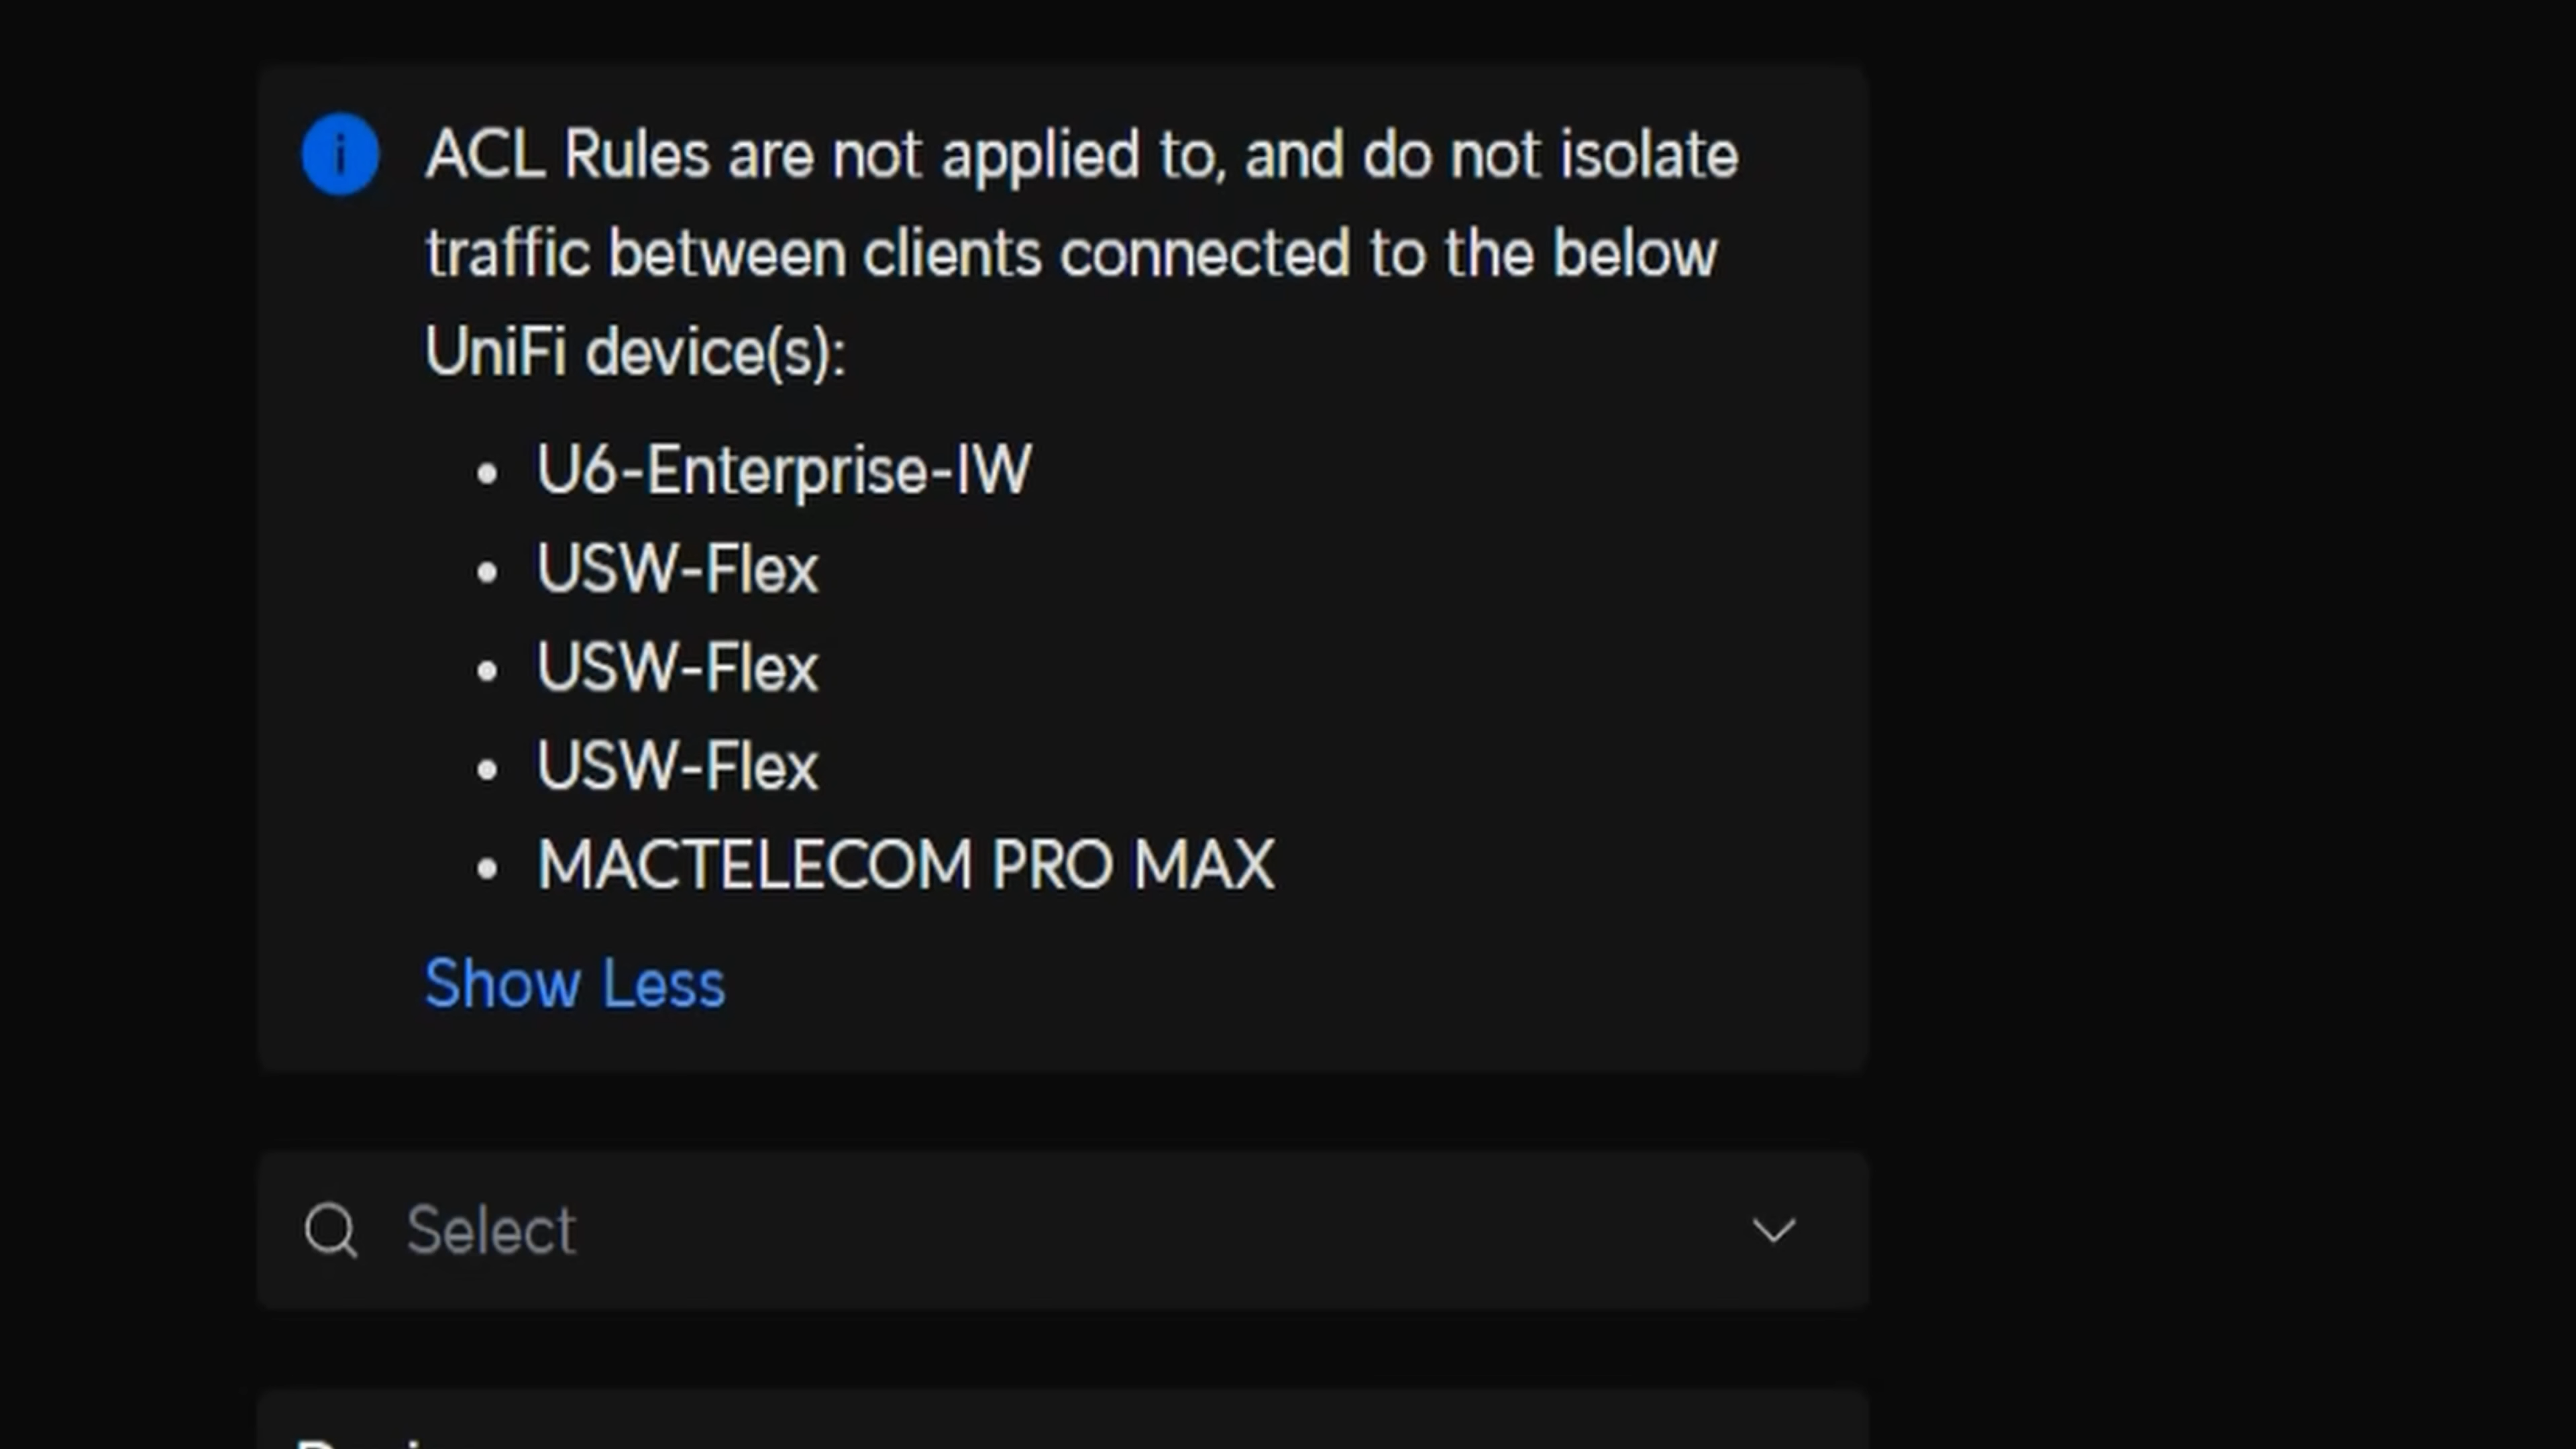 ACL Rules are not applied to, and do not isolate
traffic between clients connected to the below
UniFi device(s):
• U6-Enterprise-IW
• USW-Flex
• USW-Flex
• USW-Flex
• MACTELECOM PRO MAX
Show Less
Select